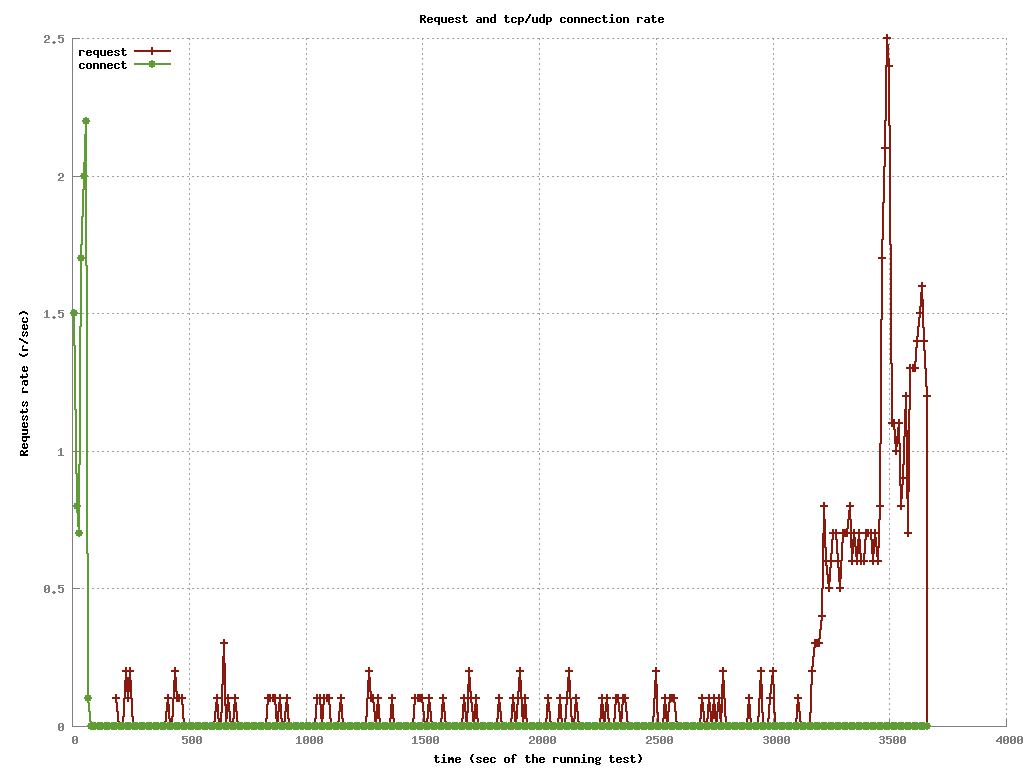 Request and tcp/udp connection rate
request
connect
2.5
2
1.5
1
0.5
0
Requests rate (r/sec)
0 500 1000 1500 2000 2500 3000 3500 4000
time (sec of the running test)